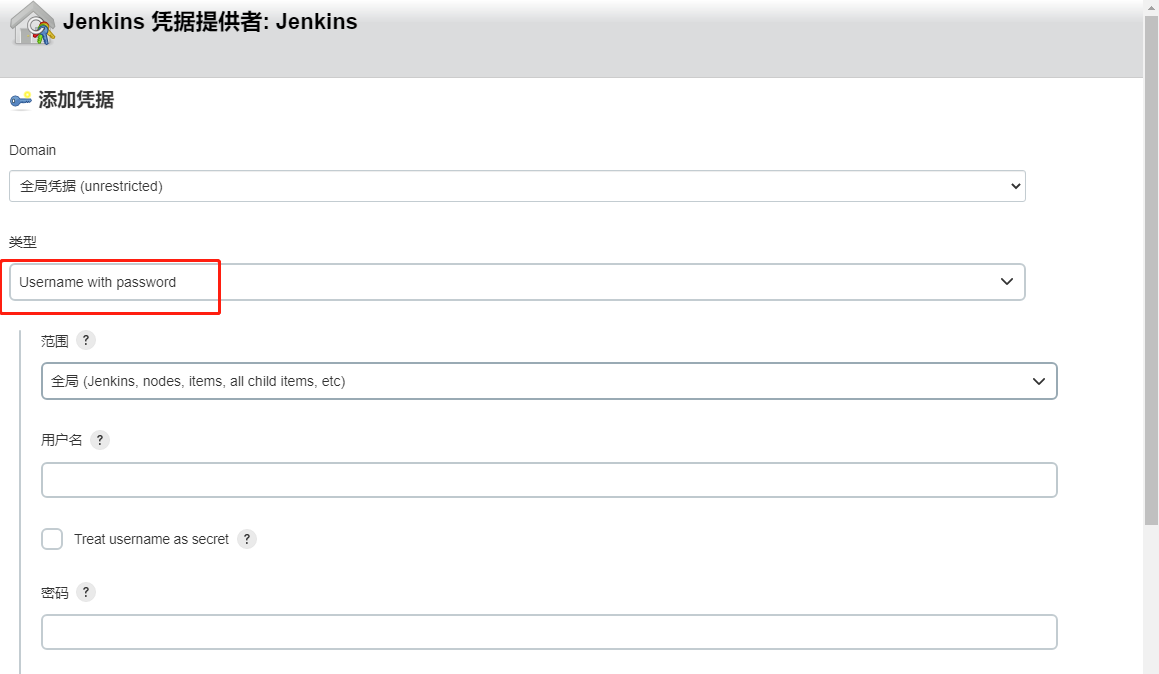 Jenkins 凭据提供者: Jenkins
添加凭据
Domain
全局凭据 (unrestricted)
类型
Username with password
范围 ?
全局 (Jenkins, nodes, items, all child items, etc)
用户名 ?
Treat username as secret ?
密码 ?